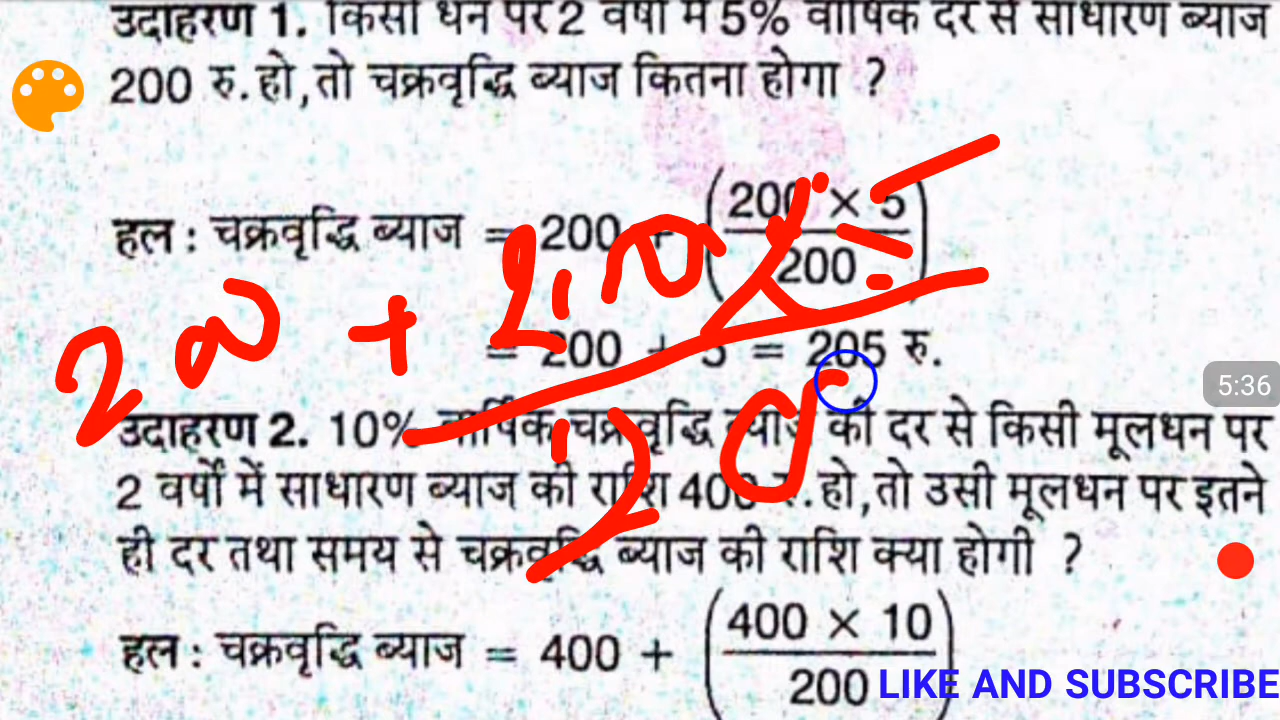 उदाहरण 1. किसी धन पर 2 वर्षों में 5% वार्षिक दर से साधारण ब्याज
200 रु. हो, तो चक्रवृद्धि ब्याज कितना होगा ?
हल : चक्रवृद्धि ब्याज = 200 + (200 × 5 / 200)
200 + 200 × 5 / 200
= 200 + 5 = 205 रु.
5:36
उदाहरण 2. 10% वार्षिक चक्रवृद्धि ब्याज की दर से किसी मूलधन पर
2 वर्षों में साधारण ब्याज की राशि 400 रु. हो, तो उसी मूलधन पर इतने
ही दर तथा समय से चक्रवृद्धि ब्याज की राशि क्या होगी ?
हल : चक्रवृद्धि ब्याज = 400 + (400 × 10 / 200)
LIKE AND SUBSCRIBE